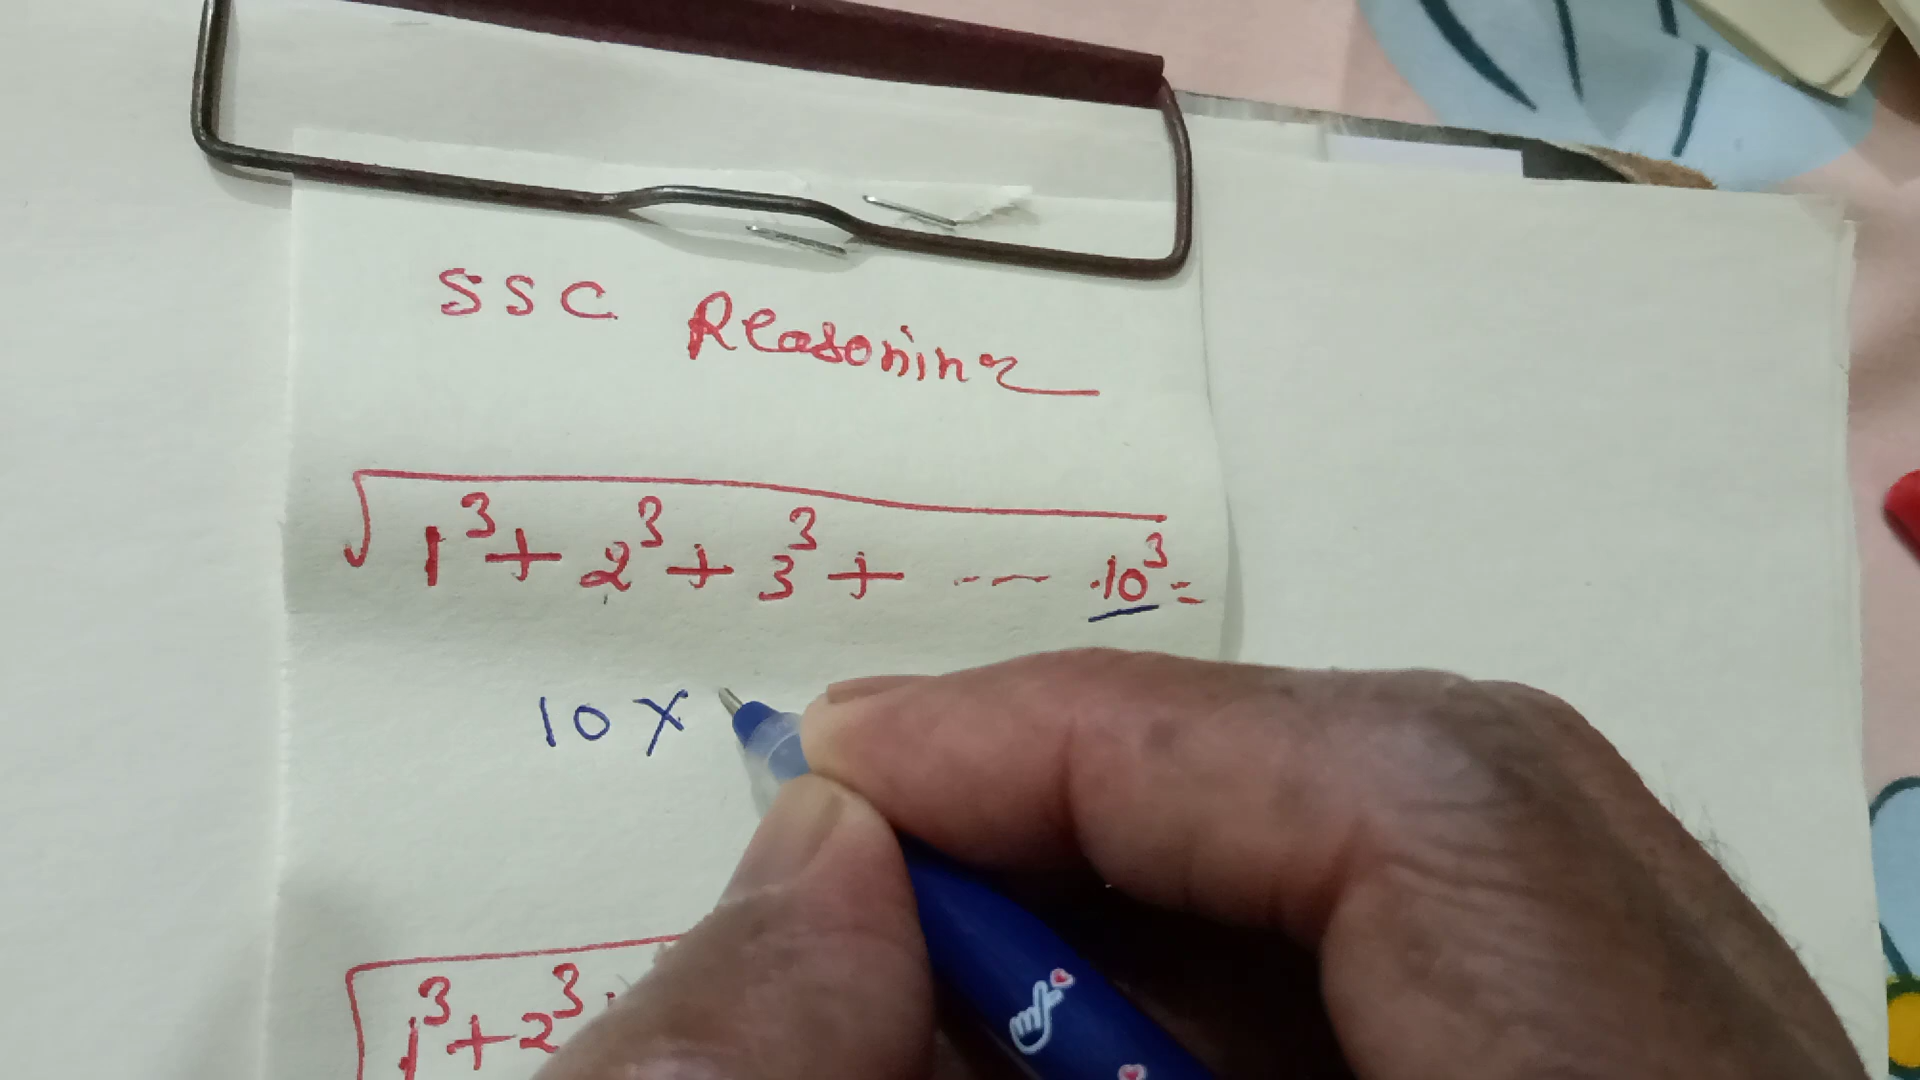 SSC Reasoning
√1³ + 2³ + 3³ + ---- 10³ =
10 X
√1³ + 2³